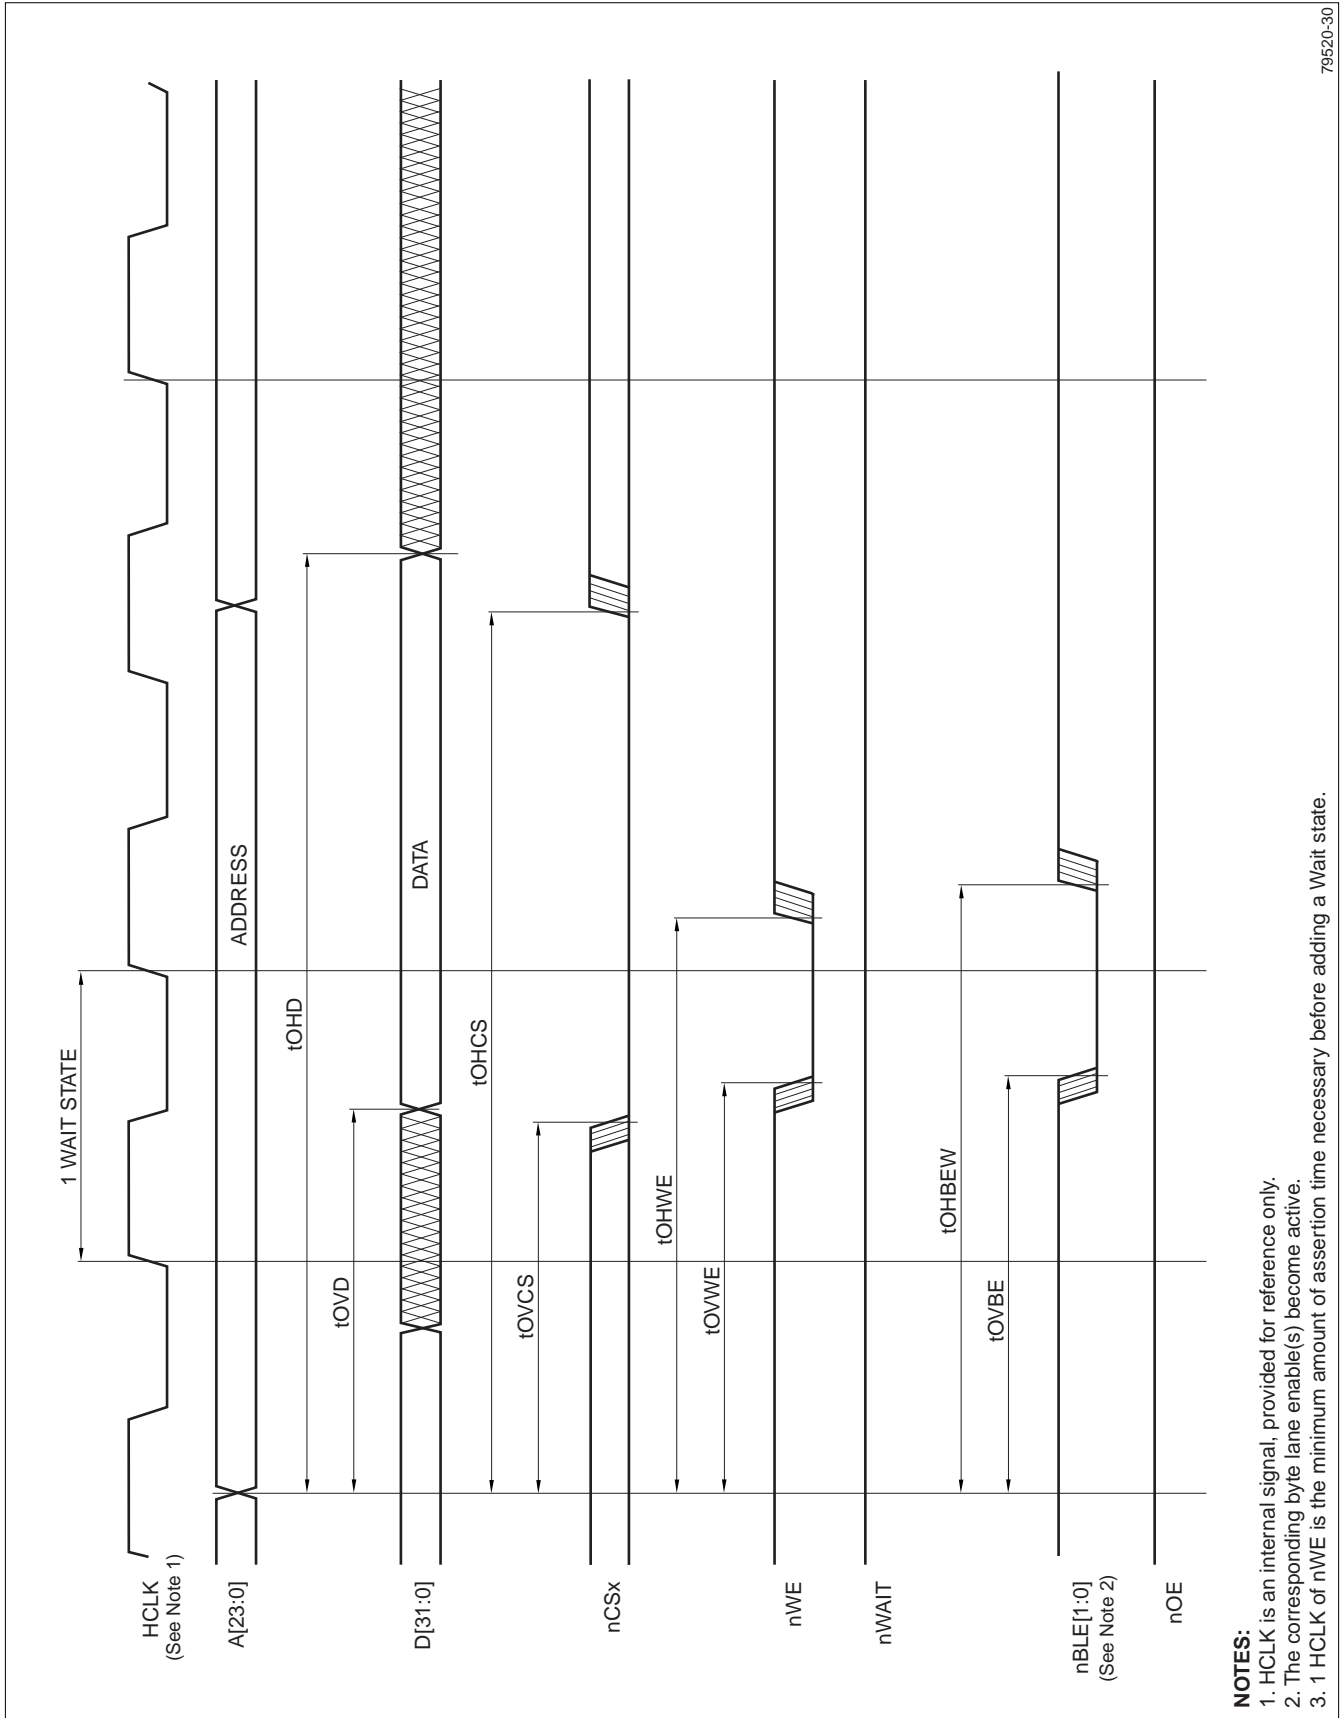 1 WAIT STATE
HCLK
(See Note 1)
A[23:0]
ADDRESS
tOHD
tOVD
D[31:0]
DATA
tOHCS
tOVCS
nCSx
tOHWE
tOVWE
nWE
nWAIT
tOHBEW
tOVBE
nBLE[1:0]
(See Note 2)
nOE
NOTES:
1. HCLK is an internal signal, provided for reference only.
2. The corresponding byte lane enable(s) become active.
3. 1 HCLK of nWE is the minimum amount of assertion time necessary before adding a Wait state.
79520-30